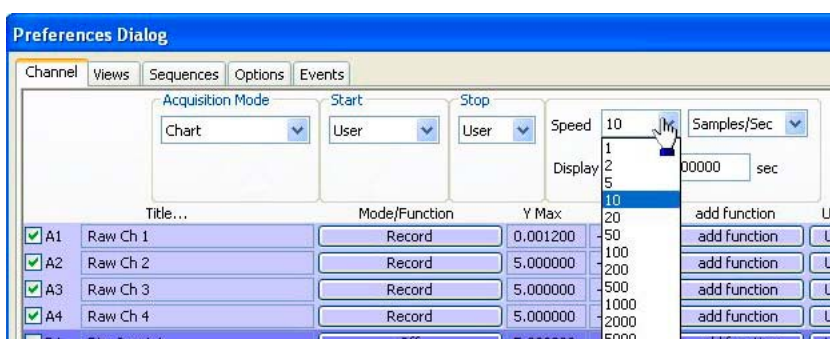 Preferences Dialog
Channel Views Sequences Options Events
Acquisition Mode Start Stop
Chart User User Speed 10 Samples/Sec
1
Display 2 00000 sec
5
10
Title... Mode/Function Y Max 20 add function U
A1 Raw Ch 1 Record 0.001200 -50 add function U
100
A2 Raw Ch 2 Record 5.000000 200 add function U
A3 Raw Ch 3 Record 5.000000 -500 add function U
1000
A4 Raw Ch 4 Record 5.000000 -2000 add function U
5000